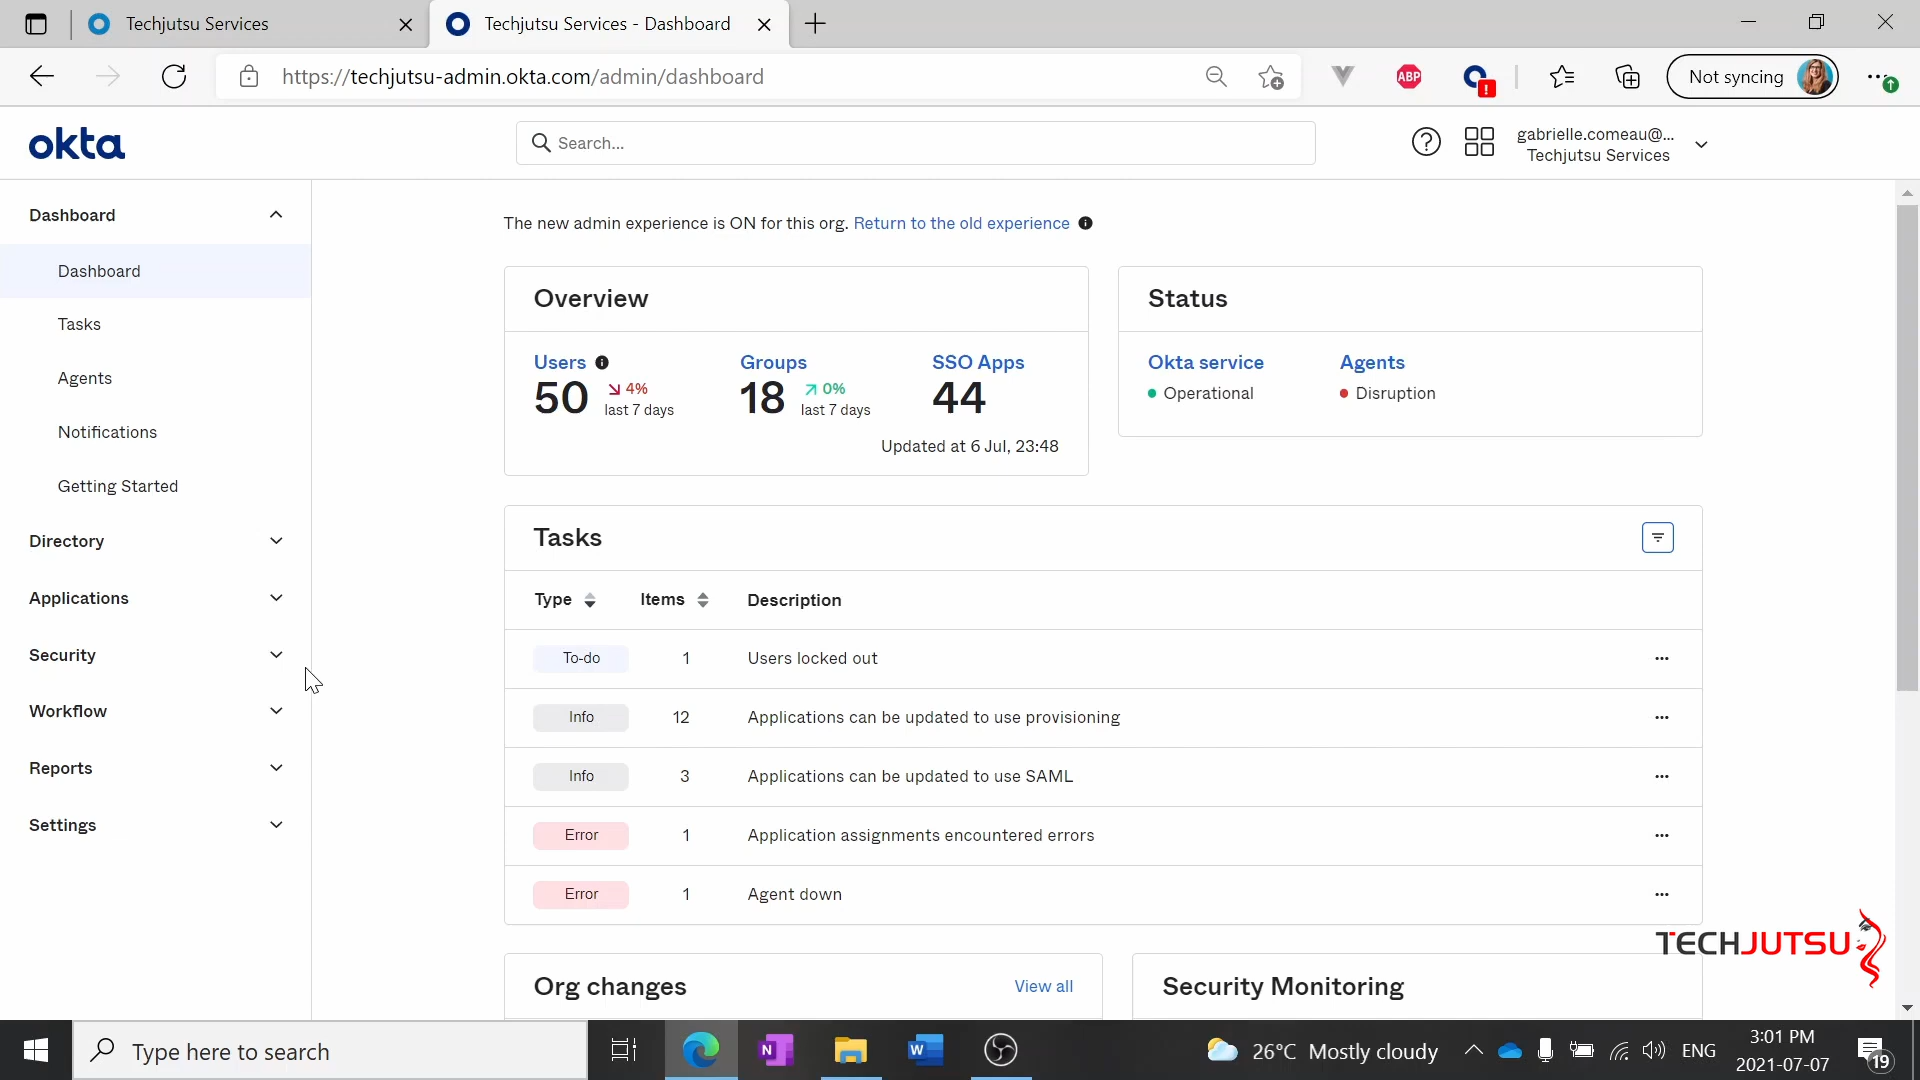 Techjutsu Services
Techjutsu Services - Dashboard
https://techjutsu-admin.okta.com/admin/dashboard
ABP
!
Not syncing
okta
Search...
gabrielle.comeau@...
Techjutsu Services
Dashboard
Dashboard
Tasks
Agents
Notifications
Getting Started
Directory
Applications
Security
Workflow
Reports
Settings
The new admin experience is ON for this org. Return to the old experience
Overview
Users
50
4%
last 7 days
Groups
18
0%
last 7 days
SSO Apps
44
Updated at 6 Jul, 23:48
Status
Okta service
Operational
Agents
Disruption
Tasks
Type Items Description
To-do 1 Users locked out
Info 12 Applications can be updated to use provisioning
Info 3 Applications can be updated to use SAML
Error 1 Application assignments encountered errors
Error 1 Agent down
TECHJUTSU
Org changes View all
Security Monitoring
Type here to search
N
W
26°C Mostly cloudy
ENG
3:01 PM
2021-07-07
19